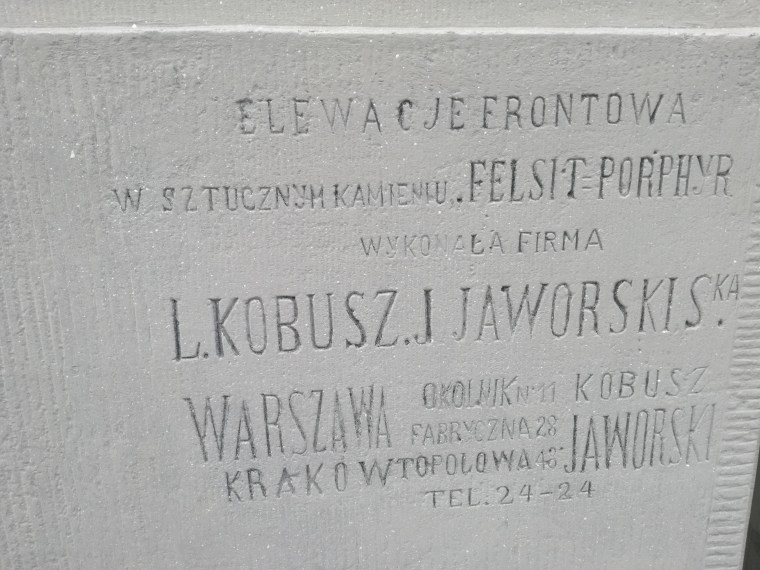 ELEWACJE FRONTOWA
W SZTUCZNYM KAMIENIU „FELSIT=PORPHYR
WYKONAŁA FIRMA
L.KOBUSZ.J JAWORSKI S.KA
WARSZAWA OKOLNIK No 11 KOBUSZ
FABRYCZNA 28 JAWORSKI
KRAKÓW TOPOLOWA 48
TEL: 24-24